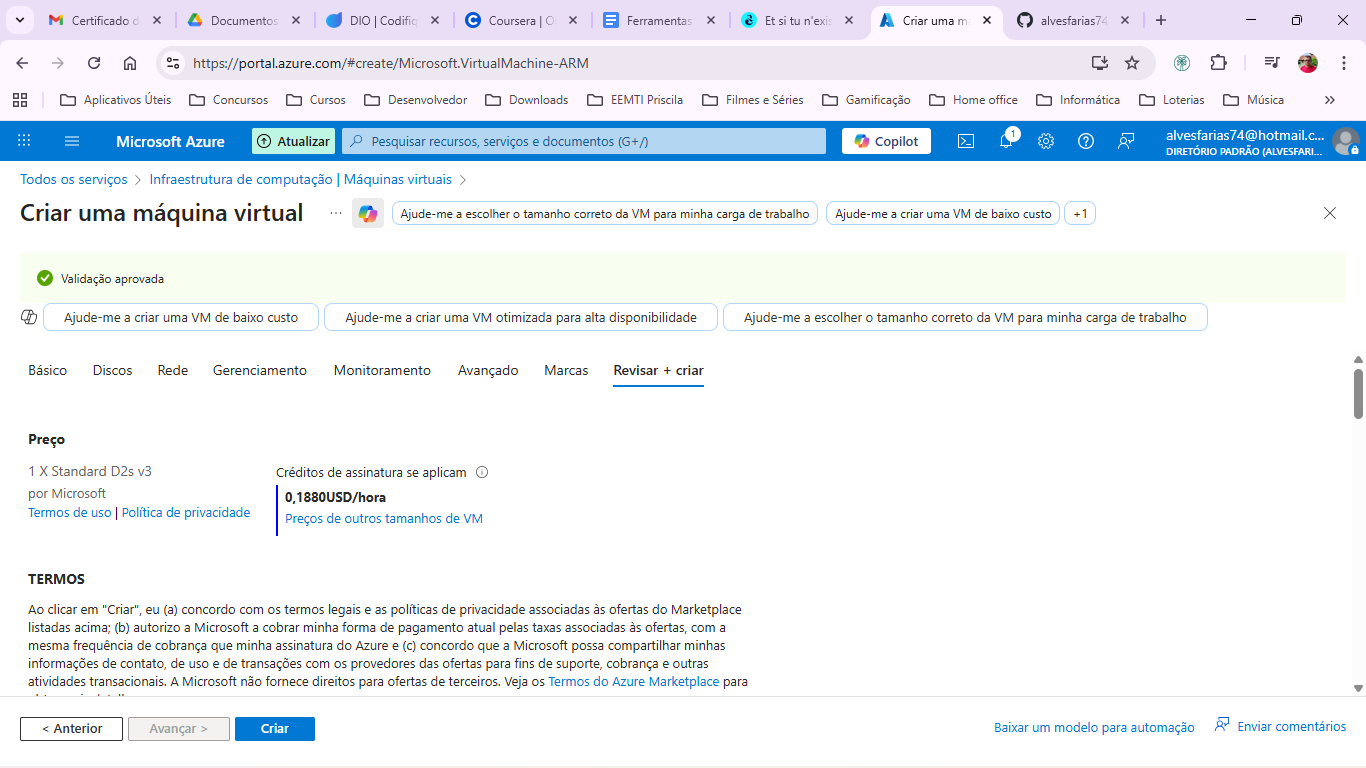 Certificado d
Documentos
DIO | Codifiq
Coursera | O
Ferramentas
Et si tu n'exis
Criar uma m
alvesfarias74
https://portal.azure.com/#create/Microsoft.VirtualMachine-ARM
Aplicativos Úteis
Concursos
Cursos
Desenvolvedor
Downloads
EEMTI Priscila
Filmes e Séries
Gamificação
Home office
Informática
Loterias
Música
Microsoft Azure
Atualizar
Pesquisar recursos, serviços e documentos (G+/)
Copilot
1
alvesfarias74@hotmail.c...
DIRETÓRIO PADRÃO (ALVESFARI...
Todos os serviços > Infraestrutura de computação | Máquinas virtuais >
Criar uma máquina virtual
...
Ajude-me a escolher o tamanho correto da VM para minha carga de trabalho
Ajude-me a criar uma VM de baixo custo
+1
Validação aprovada
Ajude-me a criar uma VM de baixo custo
Ajude-me a criar uma VM otimizada para alta disponibilidade
Ajude-me a escolher o tamanho correto da VM para minha carga de trabalho
Básico
Discos
Rede
Gerenciamento
Monitoramento
Avançado
Marcas
Revisar + criar
Preço
1 X Standard D2s v3
por Microsoft
Termos de uso | Política de privacidade
Créditos de assinatura se aplicam
0,1880USD/hora
Preços de outros tamanhos de VM
TERMOS
Ao clicar em "Criar", eu (a) concordo com os termos legais e as políticas de privacidade associadas às ofertas do Marketplace
listadas acima; (b) autorizo a Microsoft a cobrar minha forma de pagamento atual pelas taxas associadas às ofertas, com a
mesma frequência de cobrança que minha assinatura do Azure e (c) concordo que a Microsoft possa compartilhar minhas
informações de contato, de uso e de transações com os provedores das ofertas para fins de suporte, cobrança e outras
atividades transacionais. A Microsoft não fornece direitos para ofertas de terceiros. Veja os Termos do Azure Marketplace para
< Anterior
Avançar >
Criar
Baixar um modelo para automação
Enviar comentários